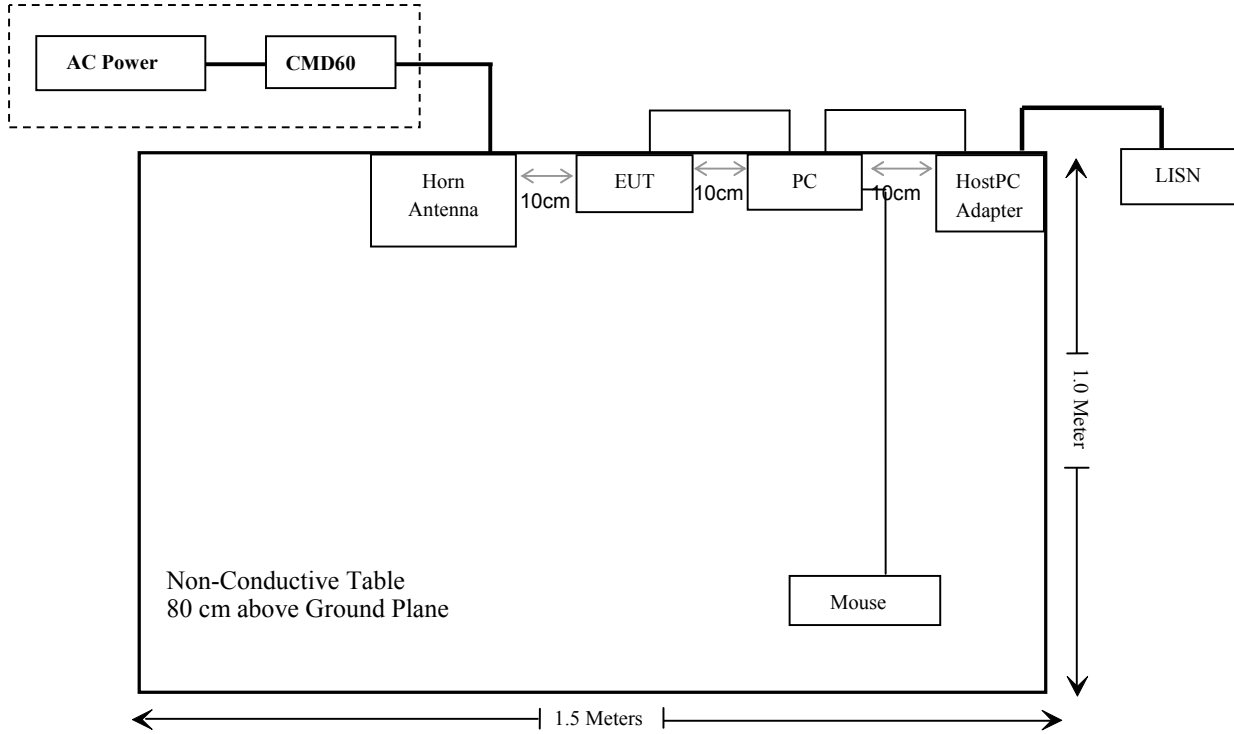 AC Power
CMD60
Horn
Antenna
10cm
EUT
10cm
PC
10cm
HostPC
Adapter
LISN
1.0 Meter
Non-Conductive Table
80 cm above Ground Plane
Mouse
1.5 Meters